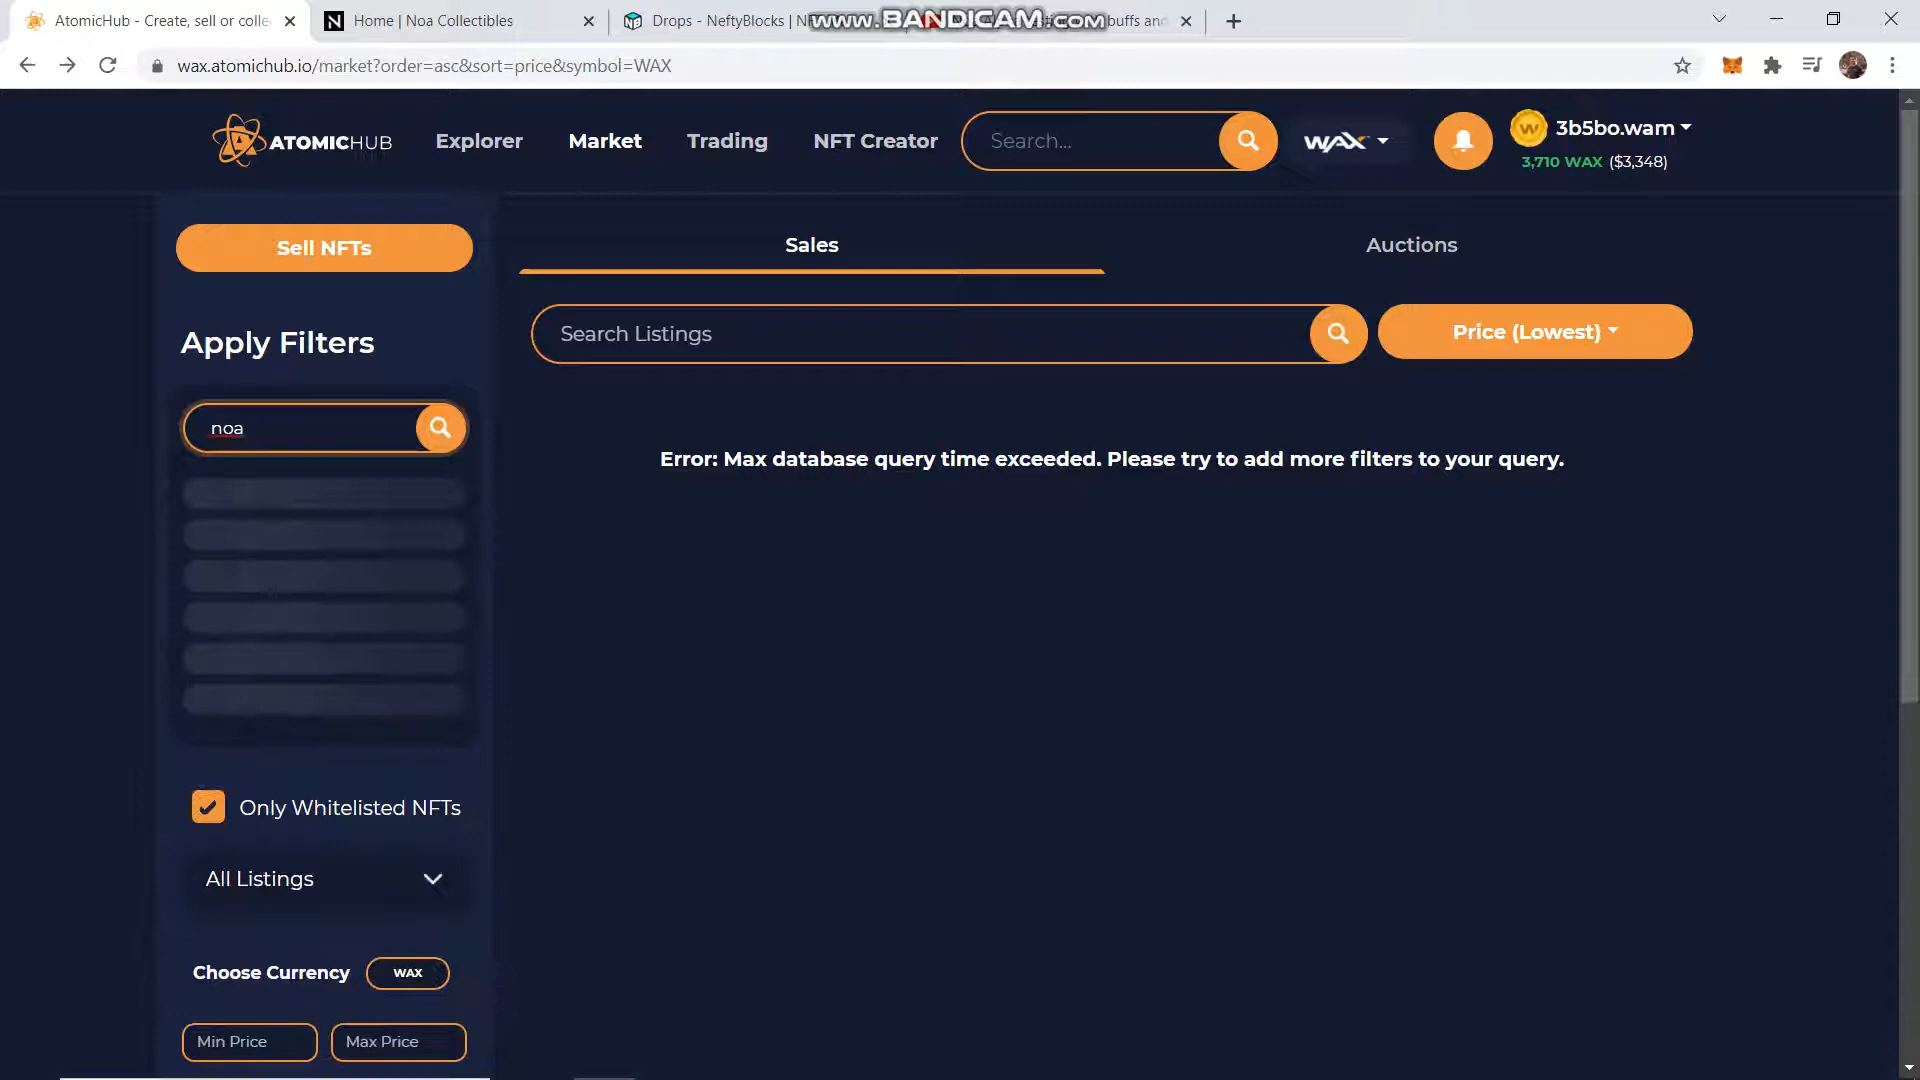 AtomicHub - Create, sell or colle
Home | Noa Collectibles
Drops - NeftyBlocks | N
www.BANDICAM.com
buffs and
wax.atomichub.io/market?order=asc&sort=price&symbol=WAX
ATOMICHUB
Explorer
Market
Trading
NFT Creator
Search...
WAX
3b5bo.wam
3,710 WAX ($3,348)
Sell NFTs
Sales
Auctions
Search Listings
Price (Lowest)
Apply Filters
noa
Error: Max database query time exceeded. Please try to add more filters to your query.
Only Whitelisted NFTs
All Listings
Choose Currency
WAX
Min Price
Max Price